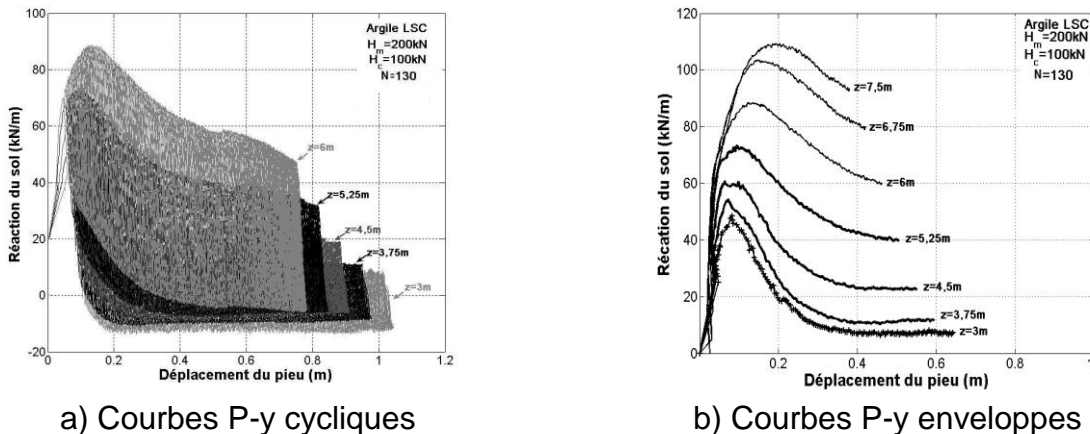 Argile LSC
H_m=200kN
H_c=100kN
N=130
Réaction du sol (kN/m)
100
80
60
40
20
0
-20
z=6m
z=5,25m
z=4,5m
z=3,75m
z=3m
0
0.2
0.4
0.6
0.8
1
1.2
Déplacement du pieu (m)
a) Courbes P-y cycliques
Argile LSC
H_m=200kN
H_c=100kN
N=130
Récation du sol (kN/m)
120
100
80
60
40
20
0
z=7,5m
z=6,75m
z=6m
z=5,25m
z=4,5m
z=3,75m
z=3m
0.2
0.4
0.6
0.8
1
Déplacement du pieu (m)
b) Courbes P-y enveloppes